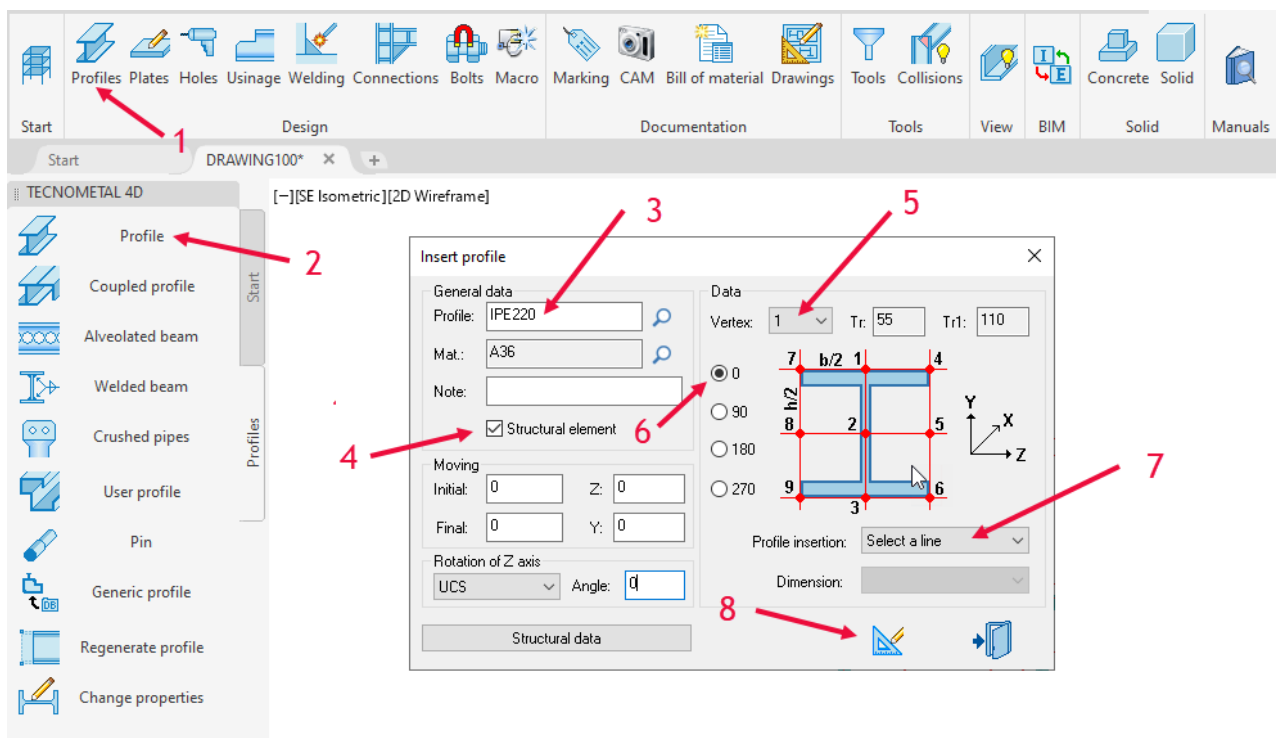 Profiles Plates Holes Usinage Welding Connections Bolts Macro Marking CAM Bill of material Drawings Tools Collisions Concrete Solid
I
E
Start Design Documentation Tools View BIM Solid Manuals
1
Start DRAWING100* × +
TECNOMETAL 4D
[−][SE Isometric][2D Wireframe]
Profile
2
Coupled profile
Alveolated beam
Welded beam
Crushed pipes
User profile
Pin
Generic profile
DB
Regenerate profile
Change properties
Start
Profiles
3
5
Insert profile
General data
Profile: IPE220
Mat.: A36
Note:
4
Structural element
6
Moving
Initial: 0 Z: 0
Final: 0 Y: 0
Rotation of Z axis
UCS Angle: 0
Structural data
Data
Vertex: 1 Tr: 55 Tr1: 110
0
90
180
270
7 b/2 1 4
h/2
8 2 5
9 3 6
Y
X
Z
7
Profile insertion: Select a line
Dimension:
8